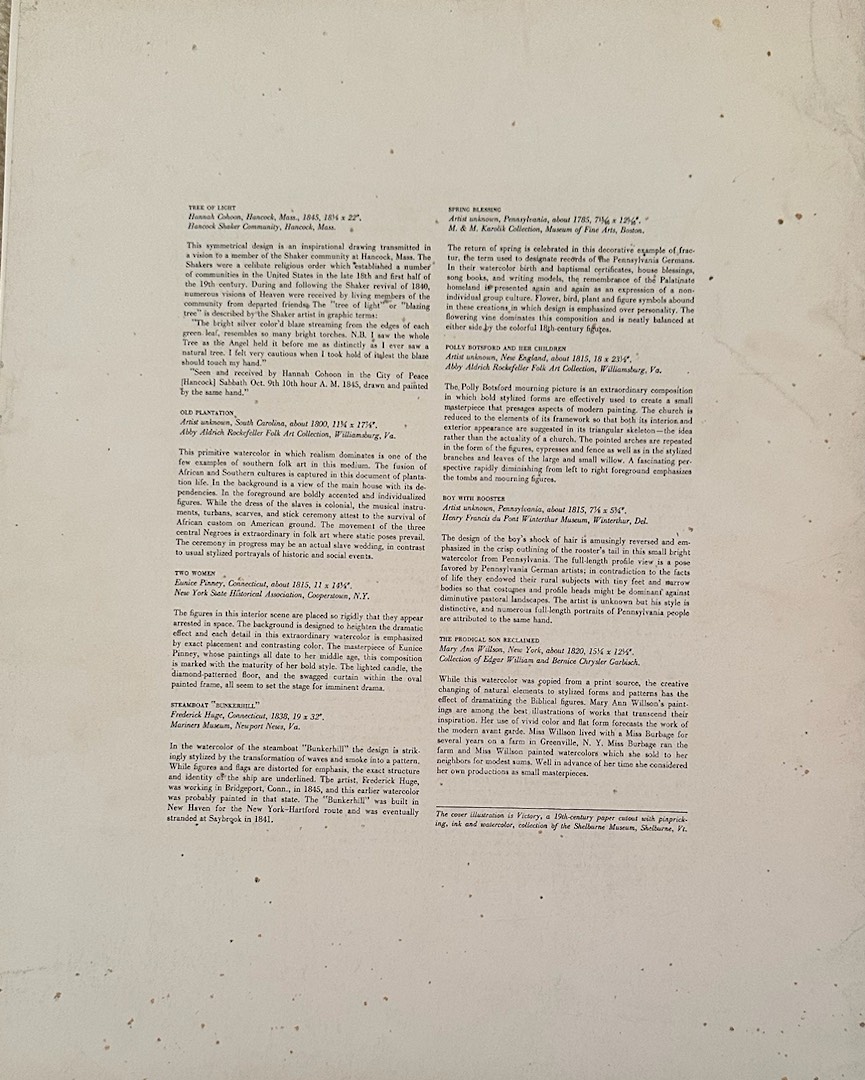 TREE OF LIGHT
Hannah Cohoon, Hancock, Mass., 1845, 18¼ x 22".
Hancock Shaker Community, Hancock, Mass.
This symmetrical design is an inspirational drawing transmitted in
a vision to a member of the Shaker community at Hancock, Mass. The
Shakers were a celibate religious order which established a number
of communities in the United States in the late 18th and first half of
the 19th century. During and following the Shaker revival of 1840,
numerous visions of Heaven were received by living members of the
community from departed friends. The "tree of light" or "blazing
tree" is described by the Shaker artist in graphic terms:
"The bright silver color'd blaze streaming from the edges of each
green leaf, resembles so many bright torches. N.B. I saw the whole
Tree as the Angel held it before me as distinctly as I ever saw a
natural tree. I felt very cautious when I took hold of it lest the blaze
should touch my hand."
"Seen and received by Hannah Cohoon in the City of Peace
[Hancock] Sabbath Oct. 9th 10th hour A. M. 1845, drawn and painted
by the same hand."
OLD PLANTATION
Artist unknown, South Carolina, about 1800, 11¾ x 17⅞".
Abby Aldrich Rockefeller Folk Art Collection, Williamsburg, Va.
This primitive watercolor in which realism dominates is one of the
few examples of southern folk art in this medium. The fusion of
African and Southern cultures is captured in this document of planta-
tion life. In the background is a view of the main house with its de-
pendencies. In the foreground are boldly accented and individualized
figures. While the dress of the slaves is colonial, the musical instru-
ments, turbans, scarves, and stick ceremony attest to the survival of
African custom on American ground. The movement of the three
central Negroes is extraordinary in folk art where static poses prevail.
The ceremony in progress may be an actual slave wedding, in contrast
to usual stylized portrayals of historic and social events.
TWO WOMEN
Eunice Pinney, Connecticut, about 1815, 11 x 14¼".
New York State Historical Association, Cooperstown, N.Y.
The figures in this interior scene are placed so rigidly that they appear
arrested in space. The background is designed to heighten the dramatic
effect and each detail in this extraordinary watercolor is emphasized
by exact placement and contrasting color. The masterpiece of Eunice
Pinney, whose paintings all date to her middle age, this composition
is marked with the maturity of her bold style. The lighted candle, the
diamond-patterned floor, and the swagged curtain within the oval
painted frame, all seem to set the stage for imminent drama.
STEAMBOAT "BUNKERHILL"
Frederick Huge, Connecticut, 1838, 19 x 32".
Mariners Museum, Newport News, Va.
In the watercolor of the steamboat "Bunkerhill" the design is strik-
ingly stylized by the transformation of waves and smoke into a pattern.
While figures and flags are distorted for emphasis, the exact structure
and identity of the ship are underlined. The artist, Frederick Huge,
was working in Bridgeport, Conn., in 1845, and this earlier watercolor
was probably painted in that state. The "Bunkerhill" was built in
New Haven for the New York-Hartford route and was eventually
stranded at Saybrook in 1841.
SPRING BLESSING
Artist unknown, Pennsylvania, about 1785,
M. & M. Karolik Collection, Museum of Fine Arts, Boston.
The return of spring is celebrated in this decorative example of frac-
tur, the term used to designate records of the Pennsylvania Germans.
In their watercolor birth and baptismal certificates, house blessings,
song books, and writing models, the remembrance of the Palatinate
homeland is presented again and again as an expression of a non-
individual group culture. Flower, bird, plant and figure symbols abound
in these creations in which design is emphasized over personality. The
flowering vine dominates this composition and is neatly balanced at
either side by the colorful 18th-century figures.
POLLY BOTSFORD AND HER CHILDREN
Artist unknown, New England, about 1815, 18 x 23¼".
Abby Aldrich Rockefeller Folk Art Collection, Williamsburg, Va.
The Polly Botsford mourning picture is an extraordinary composition
in which bold stylized forms are effectively used to create a small
masterpiece that presages aspects of modern painting. The church is
reduced to the elements of its framework so that both its interior and
exterior appearance are suggested in its triangular skeleton—the idea
rather than the actuality of a church. The pointed arches are repeated
in the form of the figures, cypresses and fence as well as in the stylized
branches and leaves of the large and small willow. A fascinating per-
spective rapidly diminishing from left to right foreground emphasizes
the tombs and mourning figures.
BOY WITH ROOSTER
Artist unknown, Pennsylvania, about 1815,
Henry Francis du Pont Winterthur Museum, Winterthur, Del.
The design of the boy's shock of hair is amusingly reversed and em-
phasized in the crisp outlining of the rooster's tail in this small bright
watercolor from Pennsylvania. The full-length profile view is a pose
favored by Pennsylvania German artists; in contradiction to the facts
of life they endowed their rural subjects with tiny feet and narrow
bodies so that costumes and profile heads might be dominant against
diminutive pastoral landscapes. The artist is unknown but his style is
distinctive, and numerous full-length portraits of Pennsylvania people
are attributed to the same hand.
THE PRODIGAL SON RECLAIMED
Mary Ann Willson, New York, about 1820,
Collection of Edgar William and Bernice Chrysler Garbisch.
While this watercolor was copied from a print source, the creative
changing of natural elements to stylized forms and patterns has the
effect of dramatizing the Biblical figures. Mary Ann Willson's paint-
ings are among the best illustrations of works that transcend their
inspiration. Her use of vivid color and flat form forecasts the work of
the modern avant garde. Miss Willson lived with a Miss Burbage for
several years on a farm in Greenville, N. Y. Miss Burbage ran the
farm and Miss Willson painted watercolors which she sold to her
neighbors for modest sums. Well in advance of her time she considered
her own productions as small masterpieces.
The cover illustration is Victory, a 19th-century paper cutout with pinprick-
ing, ink and watercolor, collection of the Shelburne Museum, Shelburne, Vt.